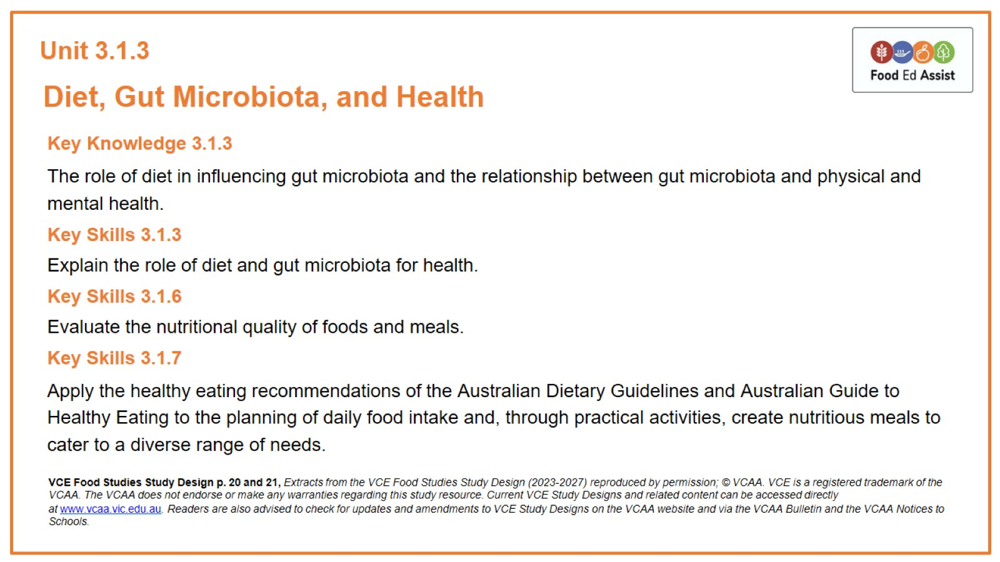 Unit 3.1.3
Food Ed Assist
Diet, Gut Microbiota, and Health
Key Knowledge 3.1.3
The role of diet in influencing gut microbiota and the relationship between gut microbiota and physical and
mental health.
Key Skills 3.1.3
Explain the role of diet and gut microbiota for health.
Key Skills 3.1.6
Evaluate the nutritional quality of foods and meals.
Key Skills 3.1.7
Apply the healthy eating recommendations of the Australian Dietary Guidelines and Australian Guide to
Healthy Eating to the planning of daily food intake and, through practical activities, create nutritious meals to
cater to a diverse range of needs.
VCE Food Studies Study Design p. 20 and 21, Extracts from the VCE Food Studies Study Design (2023-2027) reproduced by permission; © VCAA. VCE is a registered trademark of the
VCAA. The VCAA does not endorse or make any warranties regarding this study resource. Current VCE Study Designs and related content can be accessed directly
at www.vcaa.vic.edu.au. Readers are also advised to check for updates and amendments to VCE Study Designs on the VCAA website and via the VCAA Bulletin and the VCAA Notices to
Schools.